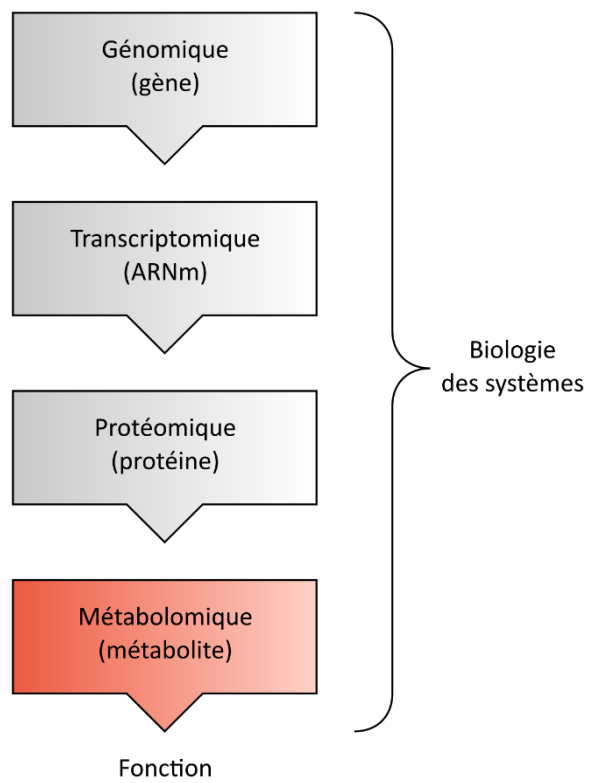 Génomique
(gène)
Transcriptomique
(ARNm)
Protéomique
(protéine)
Métabolomique
(métabolite)
Fonction
Biologie
des systèmes